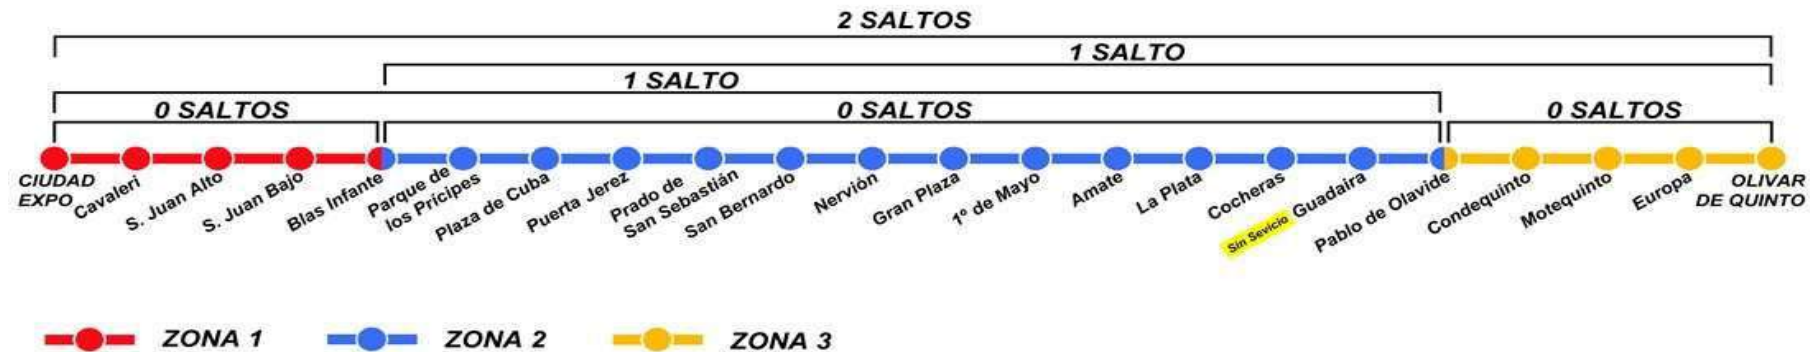 2 SALTOS
1 SALTO
1 SALTO
0 SALTOS
0 SALTOS
0 SALTOS
CIUDAD
EXPO
Cavaleri
S. Juan Alto
S. Juan Bajo
Blas Infante
Parque de
los Prícipes
Plaza de Cuba
Puerta Jerez
Prado de
San Sebastián
San Bernardo
Nervión
Gran Plaza
1º de Mayo
Amate
La Plata
Cocheras
Sin Sevicio
Guadaira
Pablo de Olavide
Condequinto
Motequinto
Europa
OLIVAR
DE QUINTO
ZONA 1
ZONA 2
ZONA 3